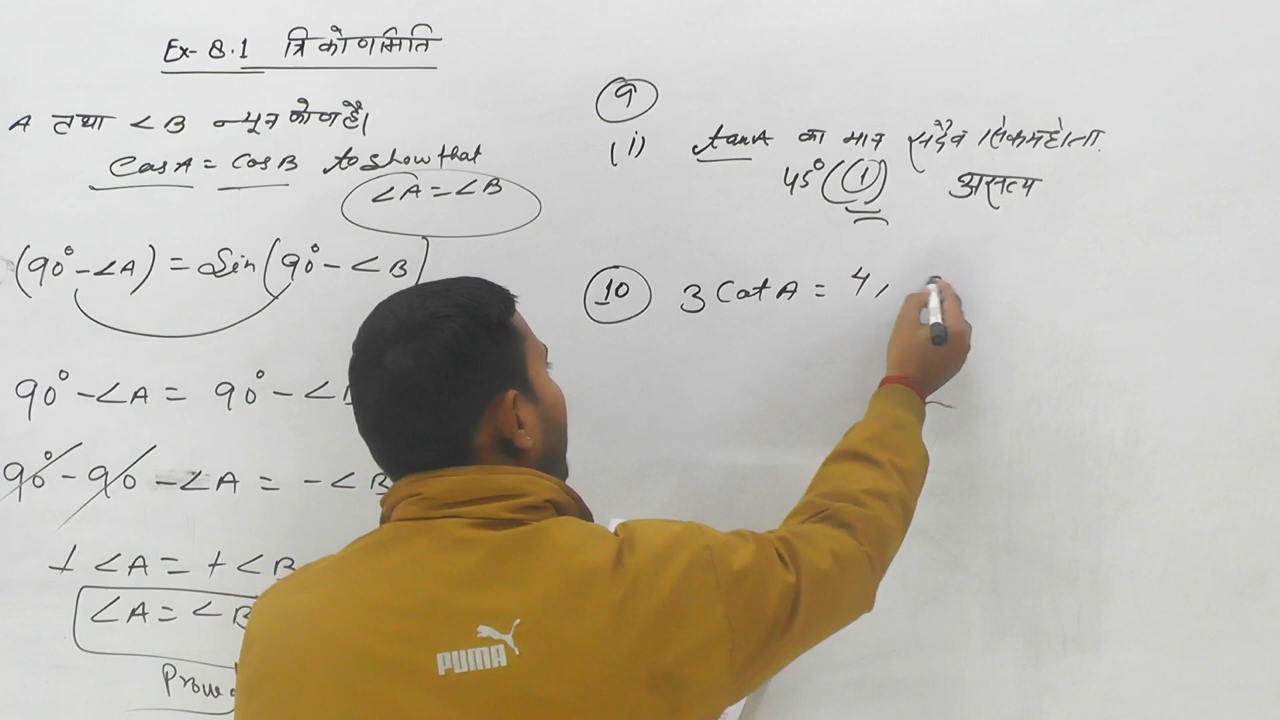 Ex- 8.1 त्रिकोणमिति
A तथा ∠B न्यून कोण है।
CosA = CosB to show that
∠A = ∠B
(90° - ∠A) = Sin(90° - ∠B)
90° - ∠A = 90° - ∠
90° - 90 - ∠A = - ∠B
+ ∠A = + ∠B
∠A = ∠B
9
(i) tanA का मान सदैव 1 से कम होता
45° (1) असत्य
10 3 Cot A = 4,
PUMA